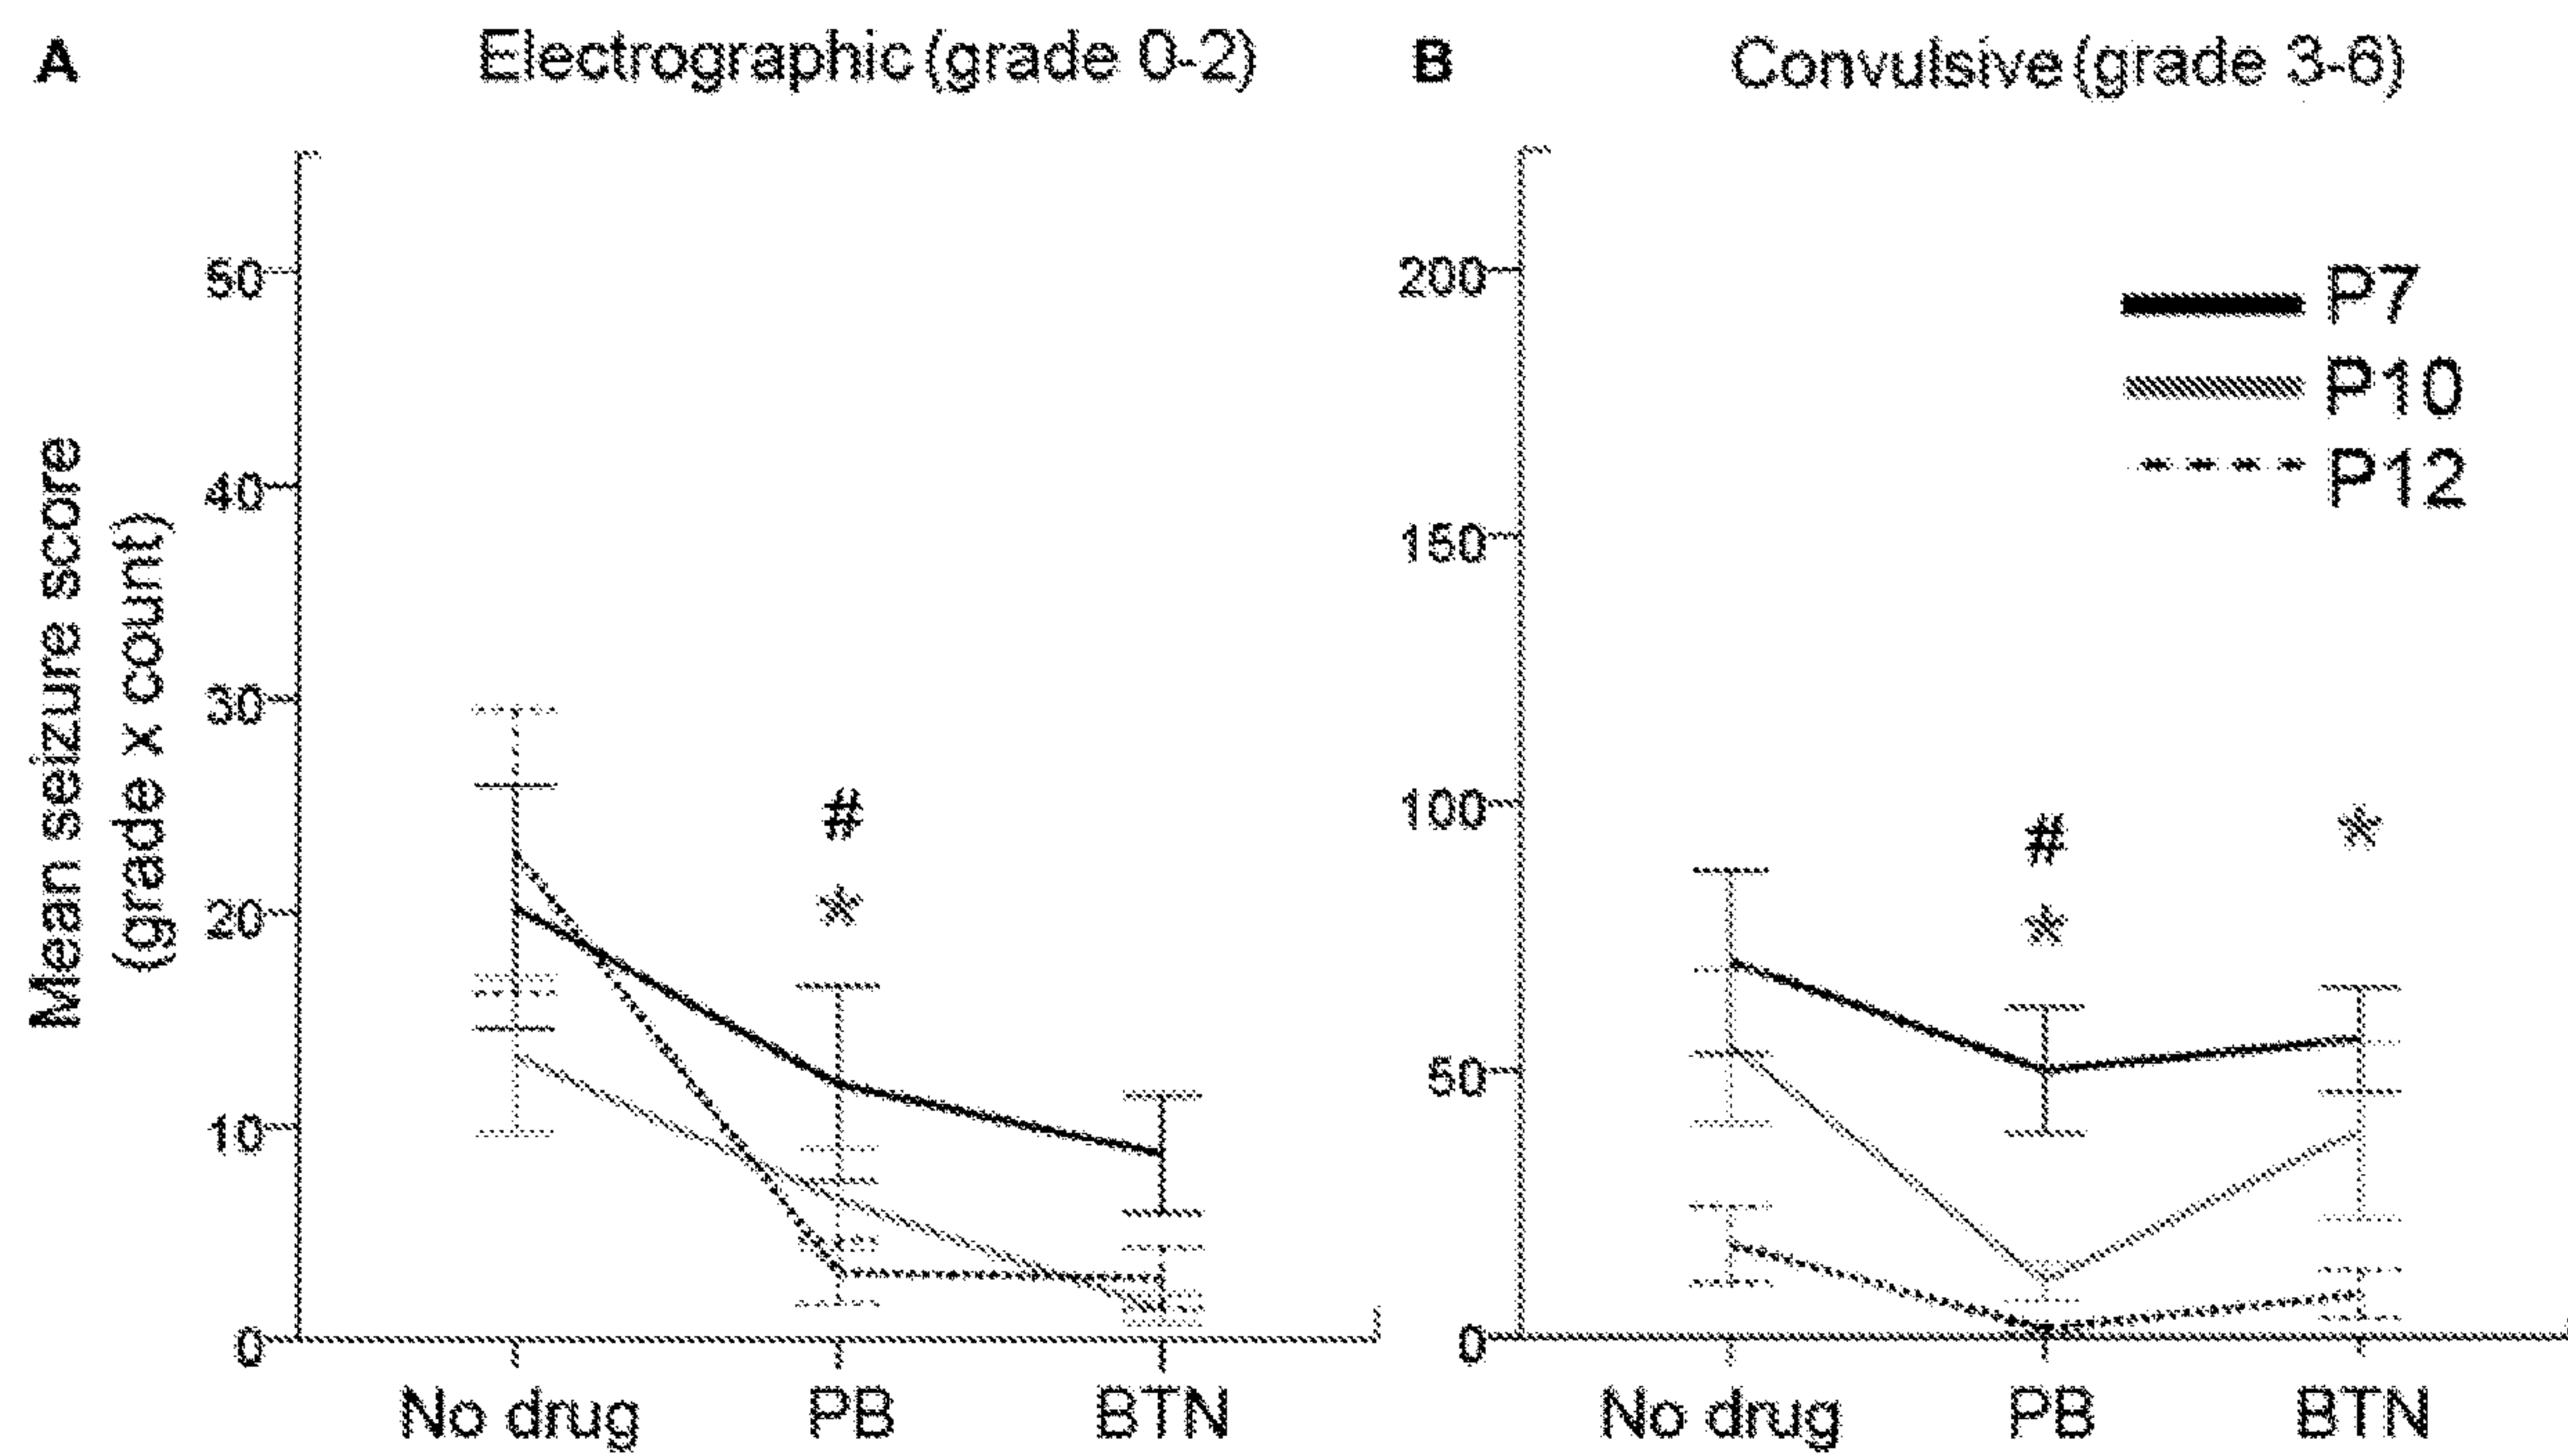 A Electrographic (grade 0-2)
Mean seizure score
(grade x count)
50
40
30
20
10
0
#
*
No drug PB BTN
B Convulsive (grade 3-6)
200
150
100
50
0
P7
P10
P12
#
*
*
No drug PB BTN